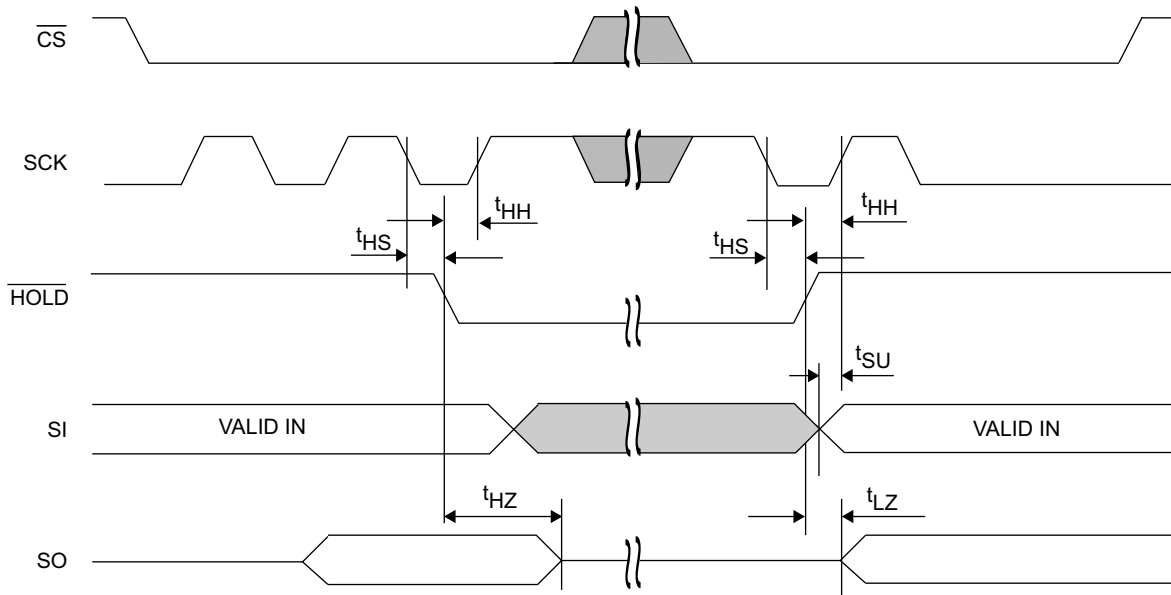 CS
SCK
tHH
tHH
tHS
tHS
HOLD
tSU
SI
VALID IN
VALID IN
tHZ
tLZ
SO